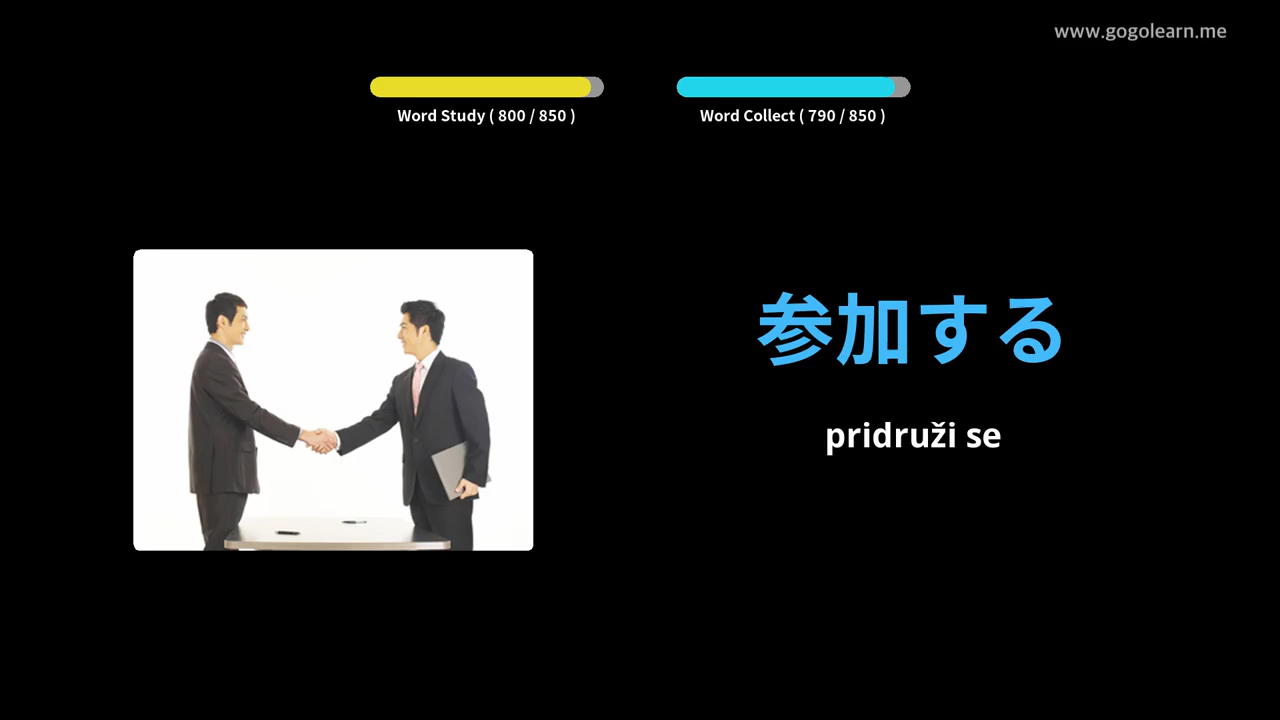 www.gogolearn.me
Word Study ( 800 / 850 )
Word Collect ( 790 / 850 )
参加する
pridruži se